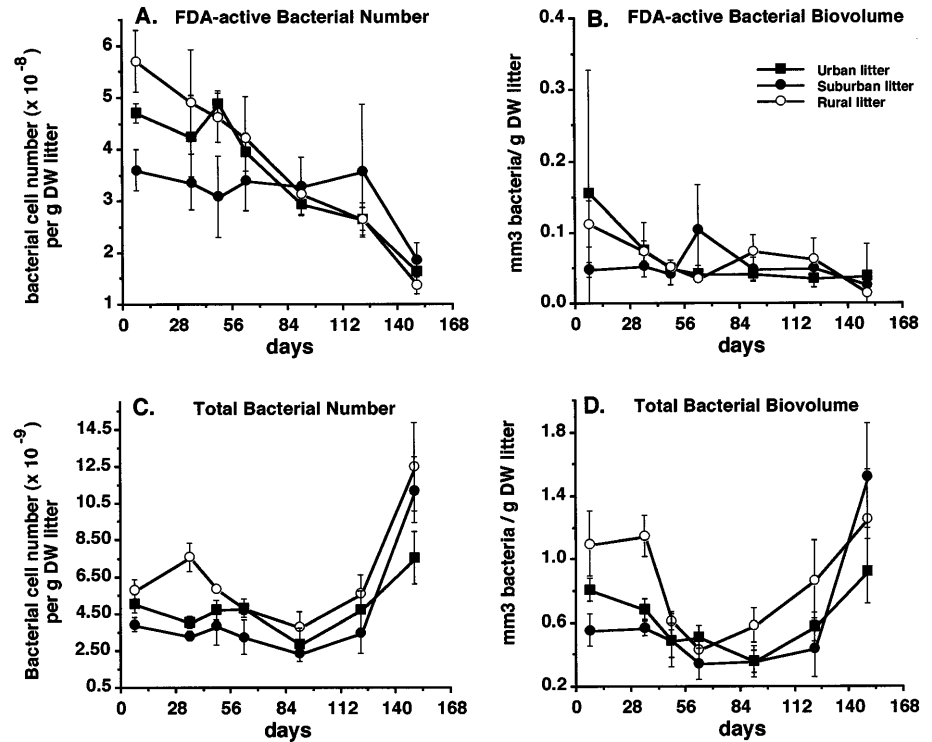 A. FDA-active Bacterial Number
bacterial cell number (x 10⁻⁸)
per g DW litter
6
5
4
3
2
1
0 28 56 84 112 140 168
days
B. FDA-active Bacterial Biovolume
mm3 bacteria/ g DW litter
0.4
0.3
0.2
0.1
0.0
Urban litter
Suburban litter
Rural litter
0 28 56 84 112 140 168
days
C. Total Bacterial Number
Bacterial cell number (x 10⁻⁹)
per g DW litter
14.5
12.5
10.5
8.50
6.50
4.50
2.50
0.5
0 28 56 84 112 140 168
days
D. Total Bacterial Biovolume
mm3 bacteria / g DW litter
1.8
1.4
1.0
0.6
0.2
0 28 56 84 112 140 168
days